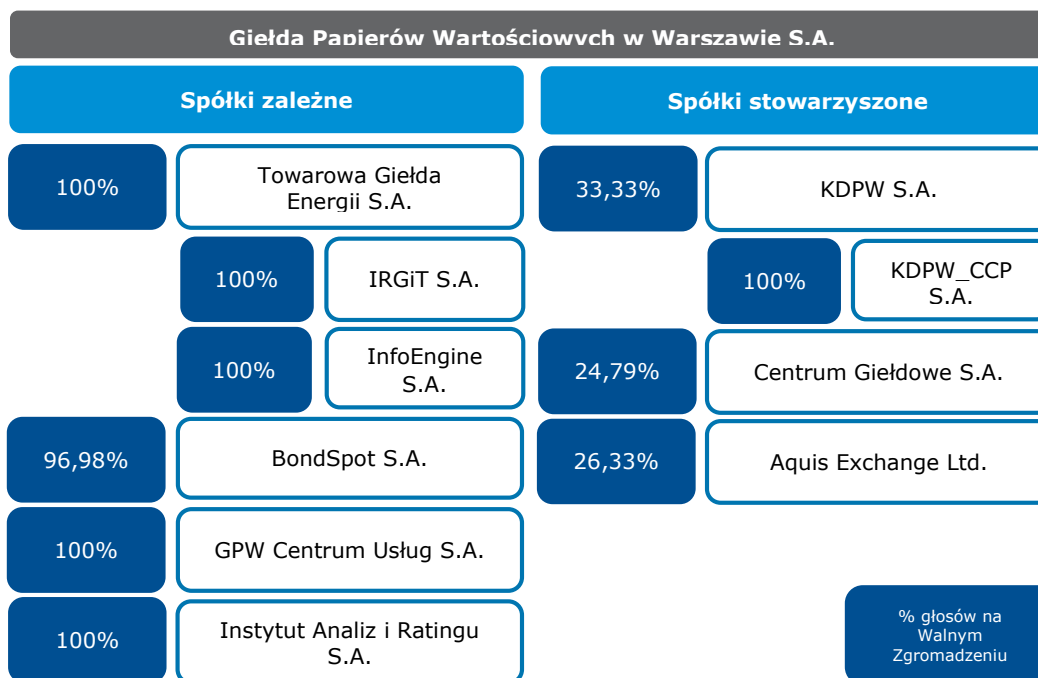 Giełda Papierów Wartościowych w Warszawie S.A.
Spółki zależne
100%
Towarowa Giełda
Energii S.A.
100%
IRGiT S.A.
100%
InfoEngine
S.A.
96,98%
BondSpot S.A.
100%
GPW Centrum Usług S.A.
100%
Instytut Analiz i Ratingu
S.A.
Spółki stowarzyszone
33,33%
KDPW S.A.
100%
KDPW_CCP
S.A.
24,79%
Centrum Giełdowe S.A.
26,33%
Aquis Exchange Ltd.
% głosów na
Walnym
Zgromadzeniu